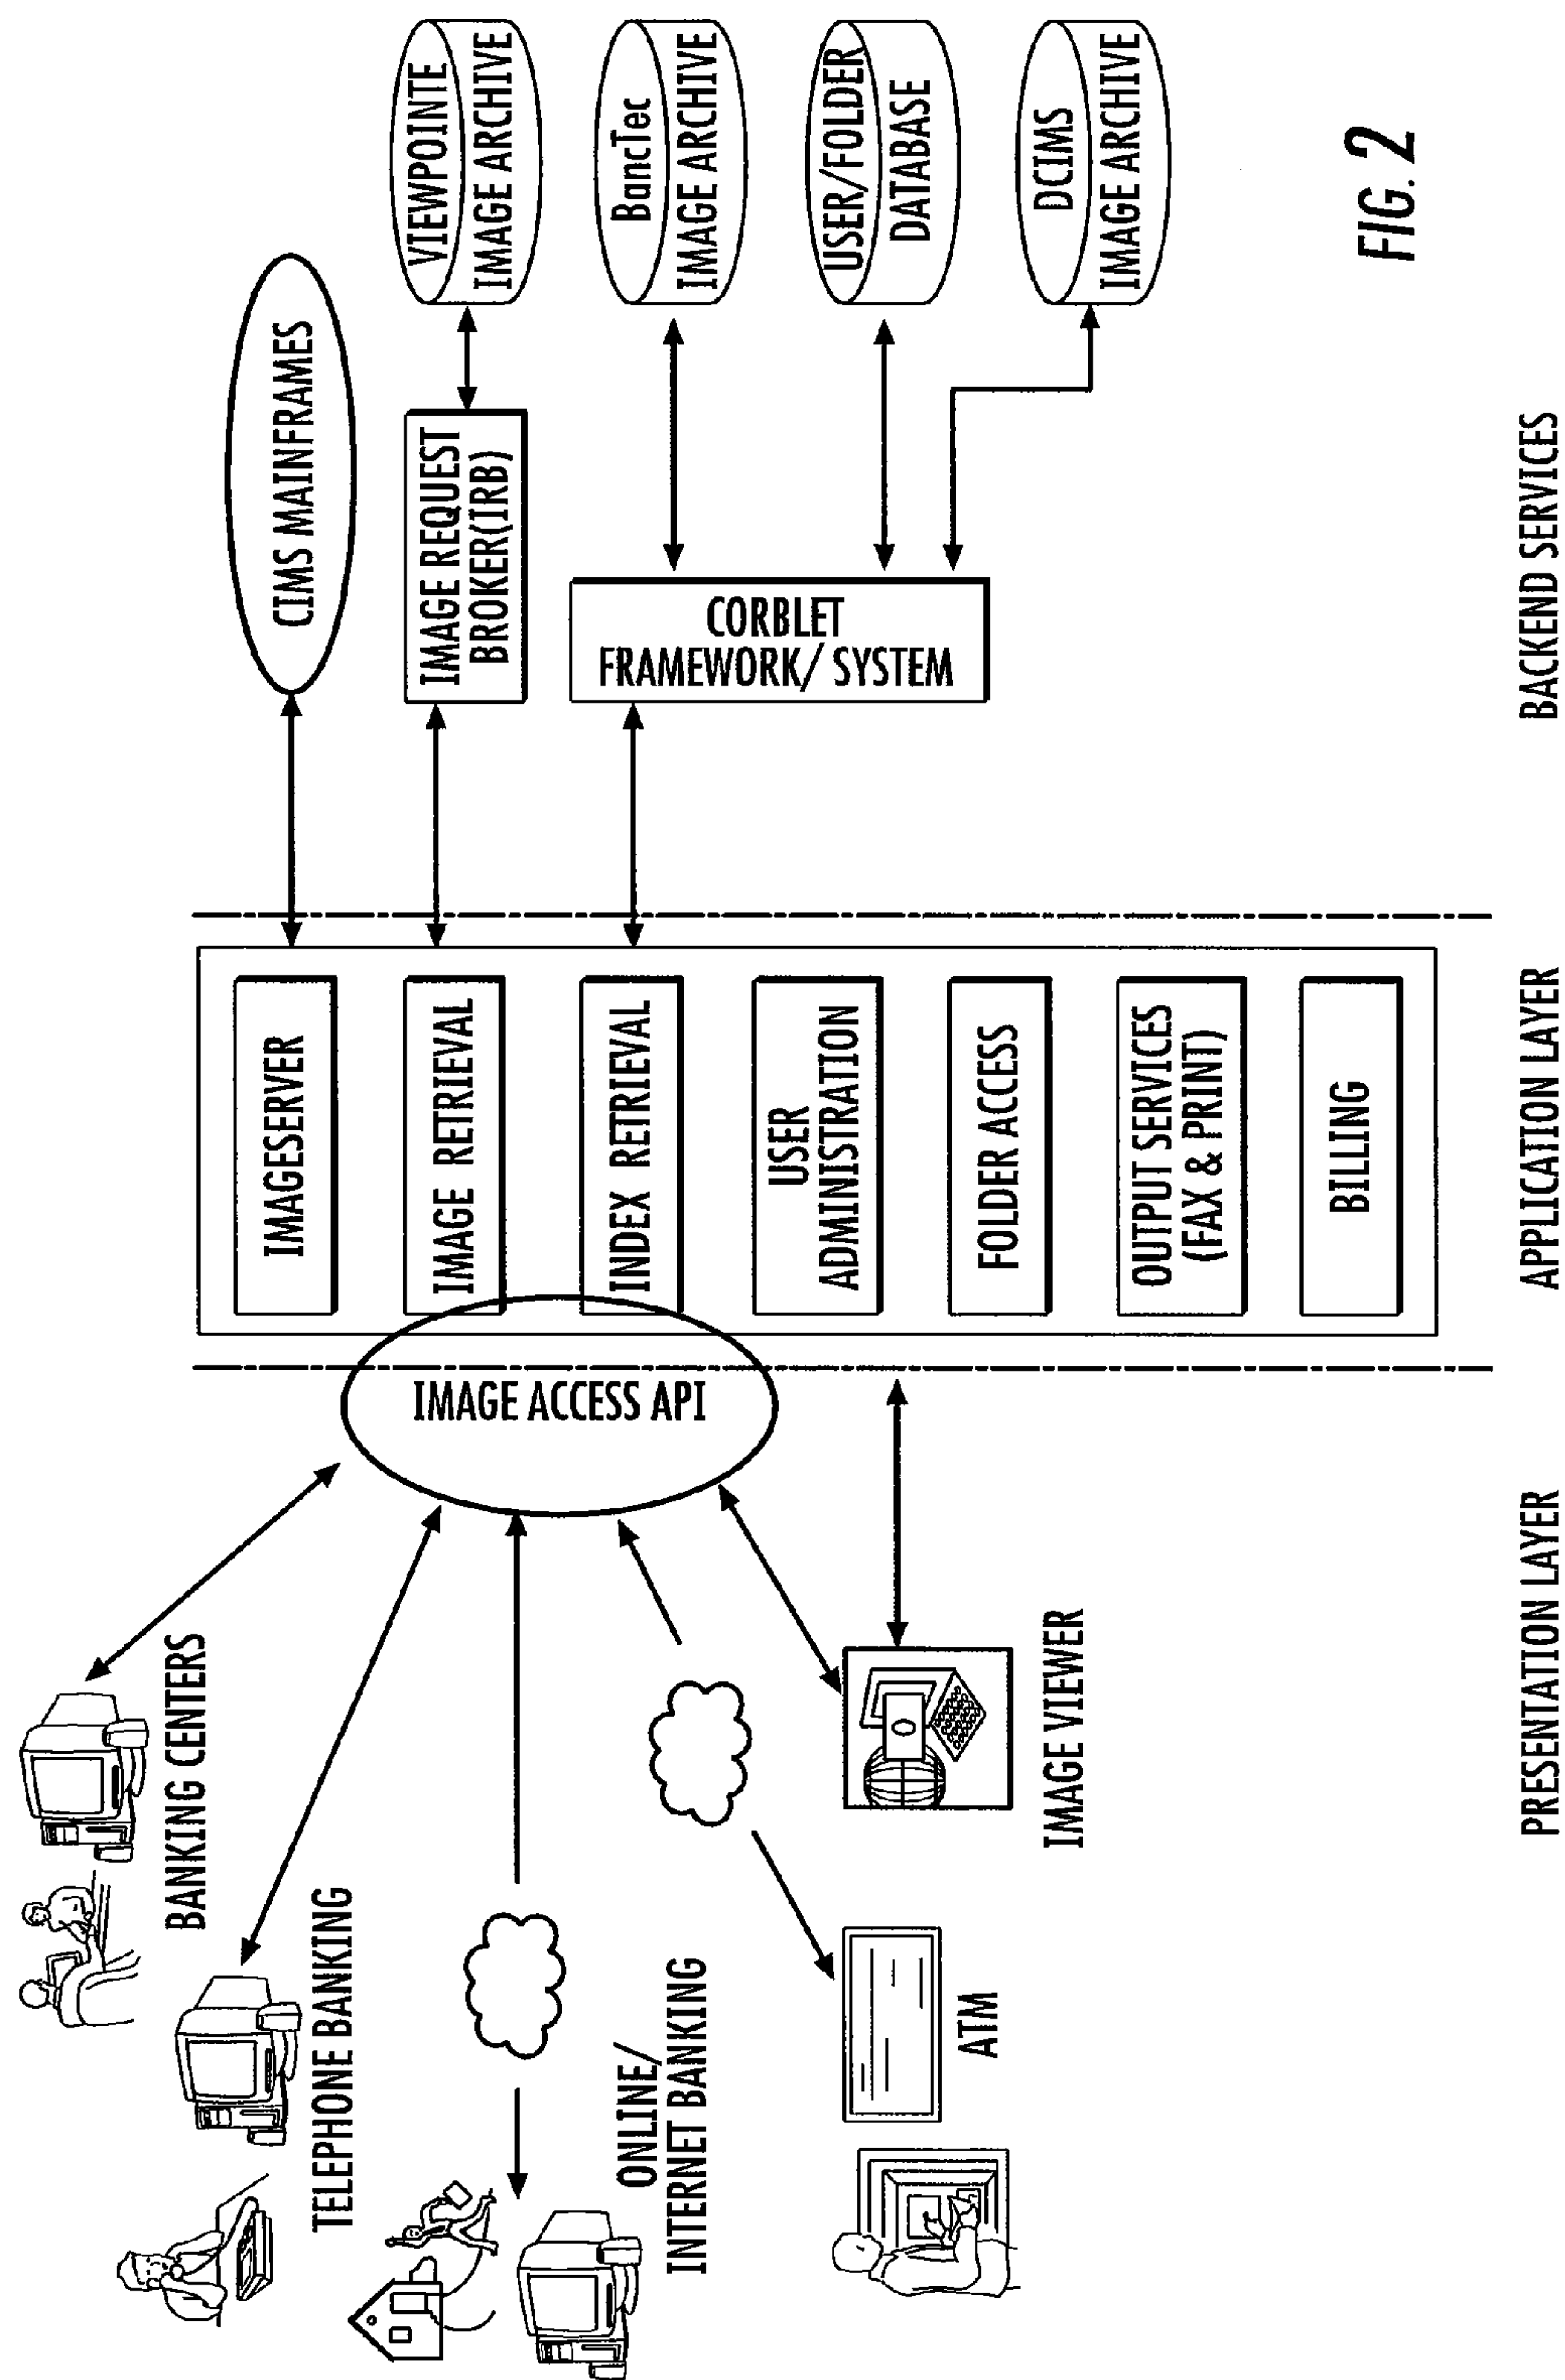 BANKING CENTERS
TELEPHONE BANKING
ONLINE/
INTERNET BANKING
ATM
IMAGE VIEWER
IMAGE ACCESS API
IMAGESERVER
IMAGE RETRIEVAL
INDEX RETRIEVAL
USER
ADMINISTRATION
FOLDER ACCESS
OUTPUT SERVICES
(FAX & PRINT)
BILLING
CIMS MAINFRAMES
IMAGE REQUEST
BROKER(IRB)
CORBLET
FRAMEWORK/ SYSTEM
VIEWPOINTE
IMAGE ARCHIVE
BancTec
IMAGE ARCHIVE
USER/FOLDER
DATABASE
DCIMS
IMAGE ARCHIVE
PRESENTATION LAYER
APPLICATION LAYER
BACKEND SERVICES
FIG. 2